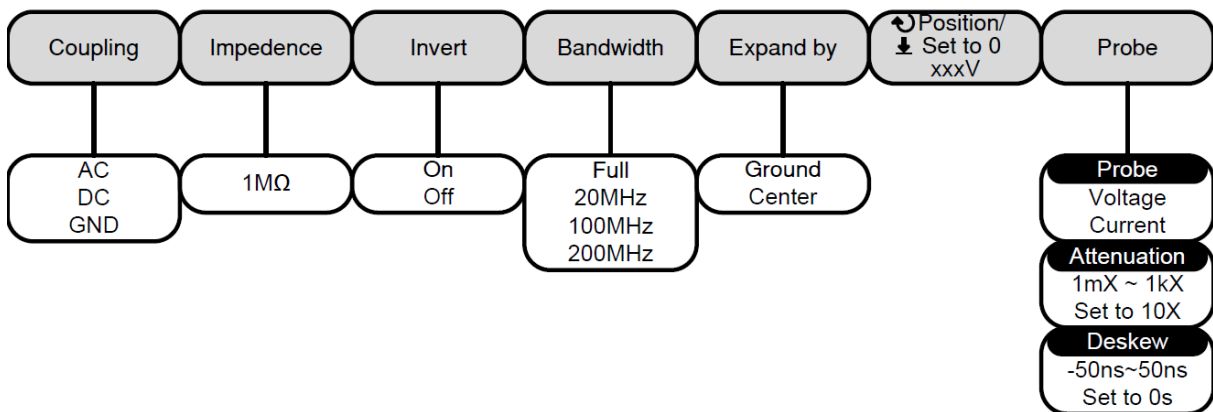 Coupling
Impedence
Invert
Bandwidth
Expand by
Position/
Set to 0
xxxV
Probe
AC
DC
GND
1MΩ
On
Off
Full
20MHz
100MHz
200MHz
Ground
Center
Probe
Voltage
Current
Attenuation
1mX ~ 1kX
Set to 10X
Deskew
-50ns~50ns
Set to 0s